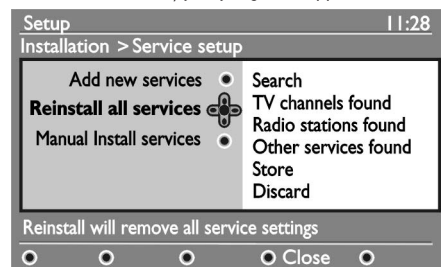 Setup 11:28
Installation > Service setup
Add new services
Reinstall all services
Manual Install services
Search
TV channels found
Radio stations found
Other services found
Store
Discard
Reinstall will remove all service settings
Close